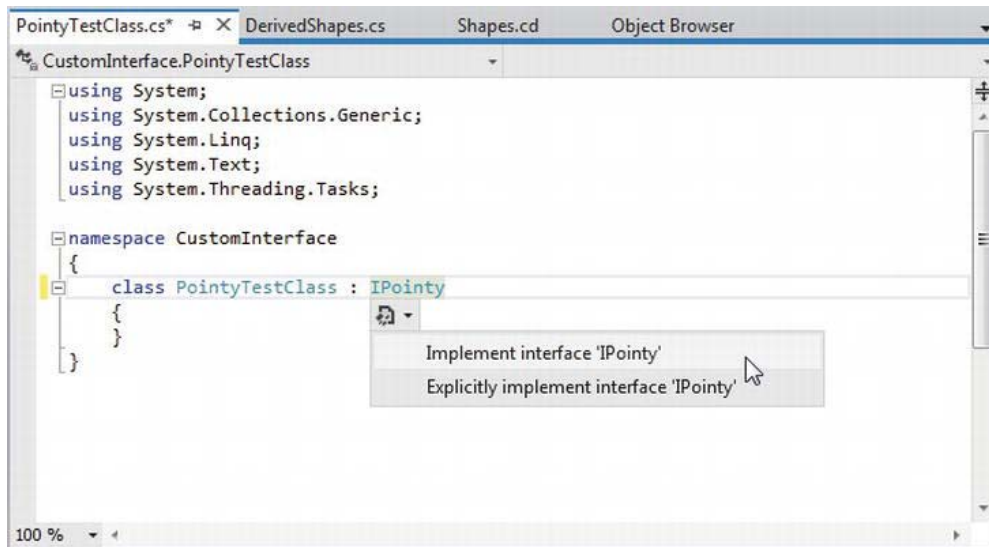 PointyTestClass.cs* DerivedShapes.cs Shapes.cd Object Browser
CustomInterface.PointyTestClass
using System;
using System.Collections.Generic;
using System.Linq;
using System.Text;
using System.Threading.Tasks;
namespace CustomInterface
{
class PointyTestClass : IPointy
{
}
}
Implement interface 'IPointy'
Explicitly implement interface 'IPointy'
100 %